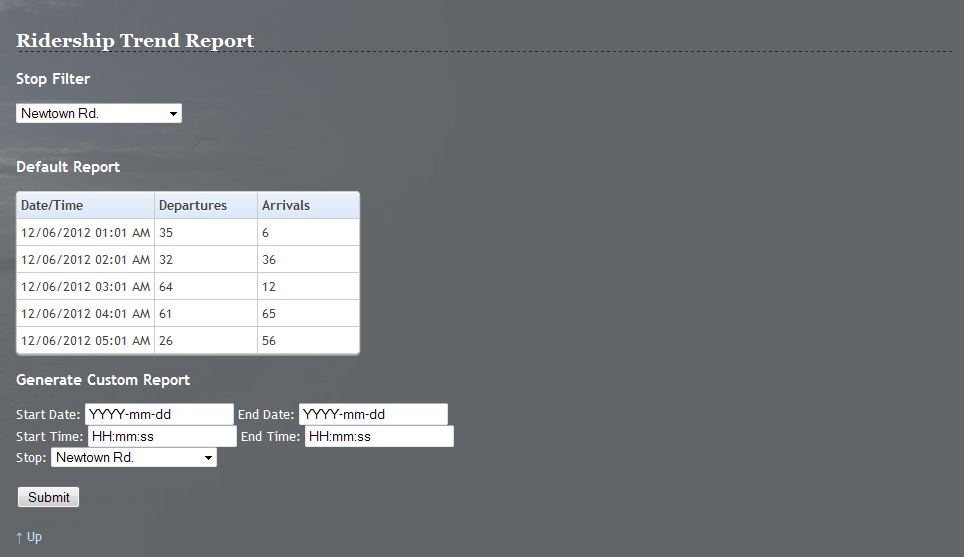 Ridership Trend Report
Stop Filter
Newtown Rd.
Default Report
Date/Time Departures Arrivals
12/06/2012 01:01 AM 35 6
12/06/2012 02:01 AM 32 36
12/06/2012 03:01 AM 64 12
12/06/2012 04:01 AM 61 65
12/06/2012 05:01 AM 26 56
Generate Custom Report
Start Date: YYYY-mm-dd End Date: YYYY-mm-dd
Start Time: HH:mm:ss End Time: HH:mm:ss
Stop: Newtown Rd.
Submit
↑ Up